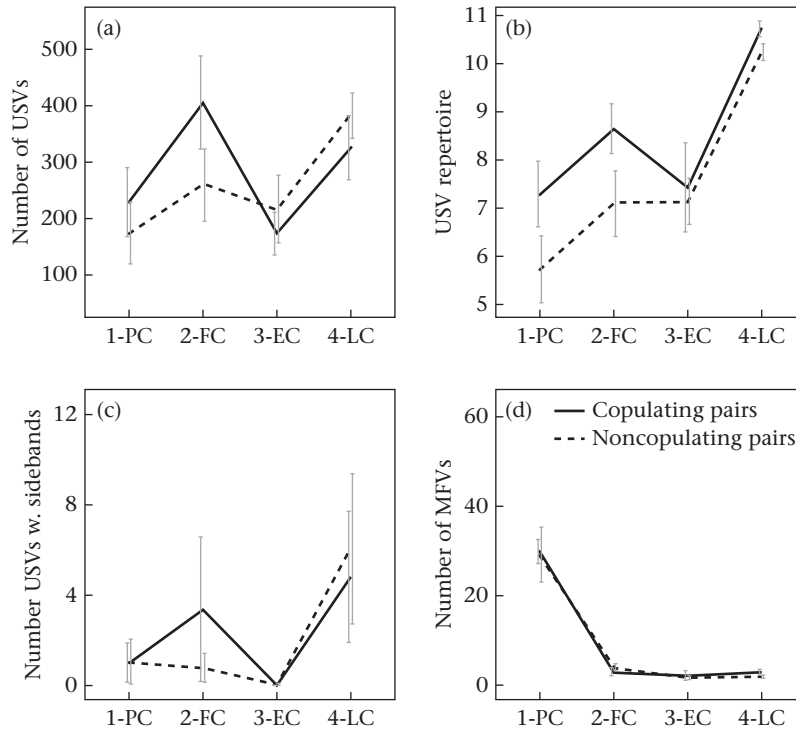 (a)
Number of USVs
500
400
300
200
100
1-PC 2-FC 3-EC 4-LC
(b)
USV repertoire
11
10
9
8
7
6
5
1-PC 2-FC 3-EC 4-LC
(c)
Number USVs w. sidebands
12
8
4
0
1-PC 2-FC 3-EC 4-LC
(d)
Number of MFVs
60
40
20
0
Copulating pairs
Noncopulating pairs
1-PC 2-FC 3-EC 4-LC